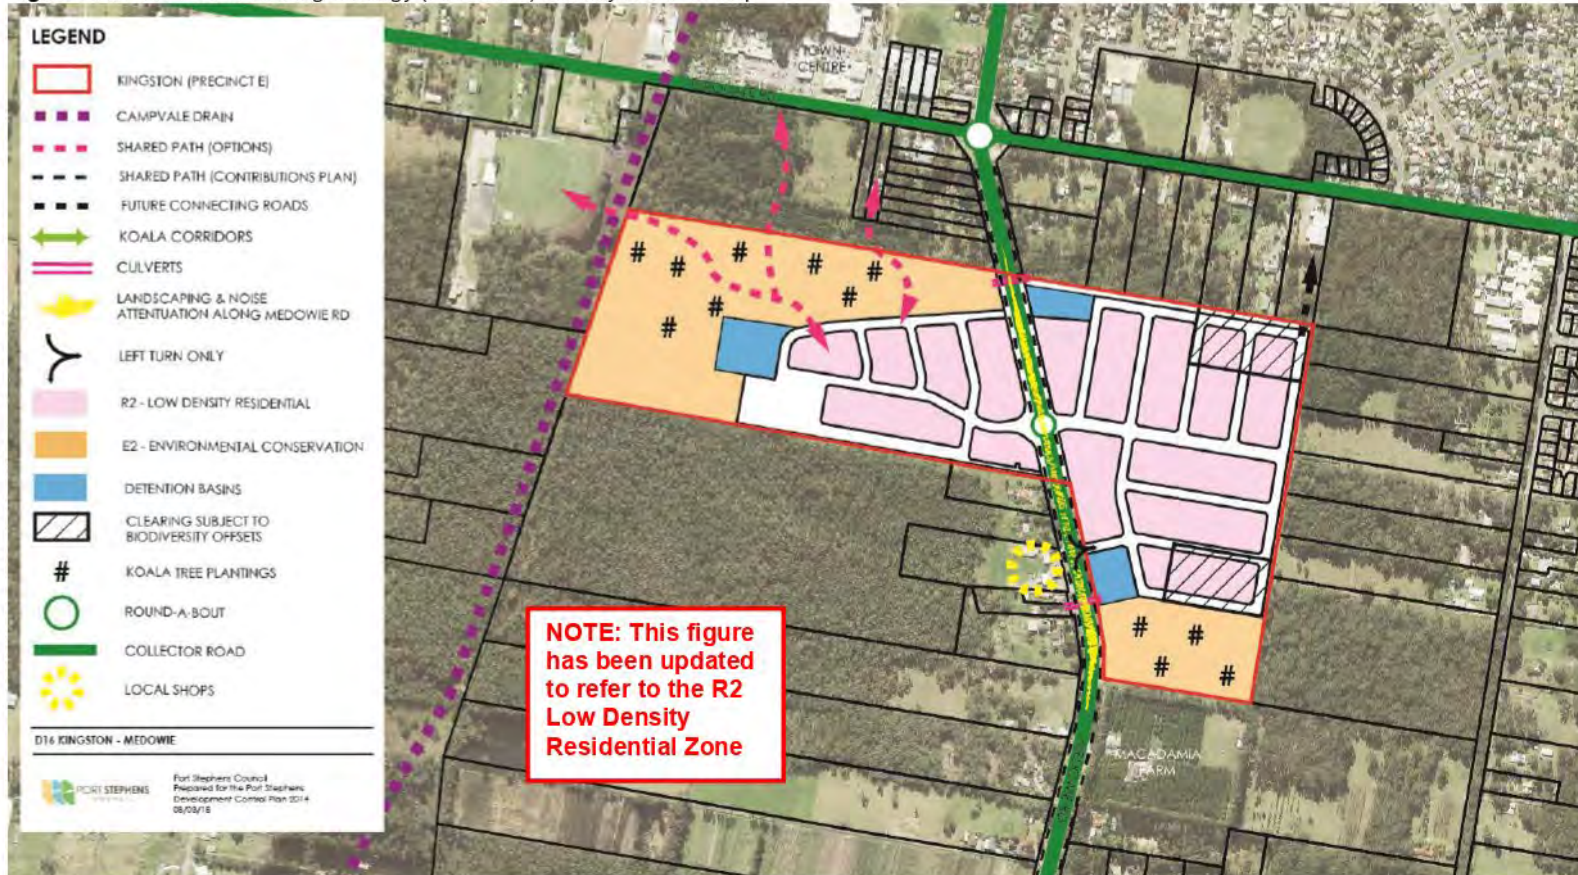 LEGEND
KINGSTON (PRECINCT E)
CAMPVALE DRAIN
SHARED PATH (OPTIONS)
SHARED PATH (CONTRIBUTIONS PLAN)
FUTURE CONNECTING ROADS
KOALA CORRIDORS
CULVERTS
LANDSCAPING & NOISE
ATTENUATION ALONG MEDOWIE RD
LEFT TURN ONLY
R2 - LOW DENSITY RESIDENTIAL
E2 - ENVIRONMENTAL CONSERVATION
DETENTION BASINS
CLEARING SUBJECT TO
BIODIVERSITY OFFSETS
# KOALA TREE PLANTINGS
ROUND-A-BOUT
COLLECTOR ROAD
LOCAL SHOPS
D16 KINGSTON - MEDOWIE
PORT STEPHENS
Port Stephens Council
Prepared for the Port Stephens
Development Control Plan 2014
TOWN
CENTRE
NOTE: This figure
has been updated
to refer to the R2
Low Density
Residential Zone
MACADAMIA
FARM